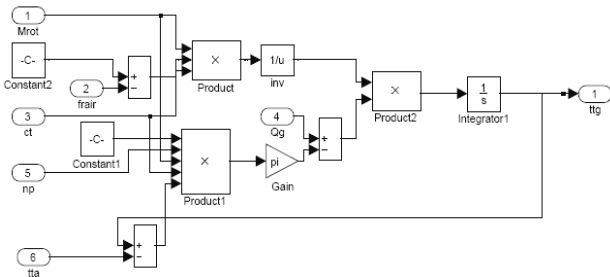 1
Mrot
-C-
Constant2
+
−
2
frair
3
ct
×
Product
1/u
inv
-C-
Constant1
5
np
×
Product1
pi
Gain
4
Qg
+
−
×
Product2
1
s
Integrator1
1
ttg
+
−
6
tta